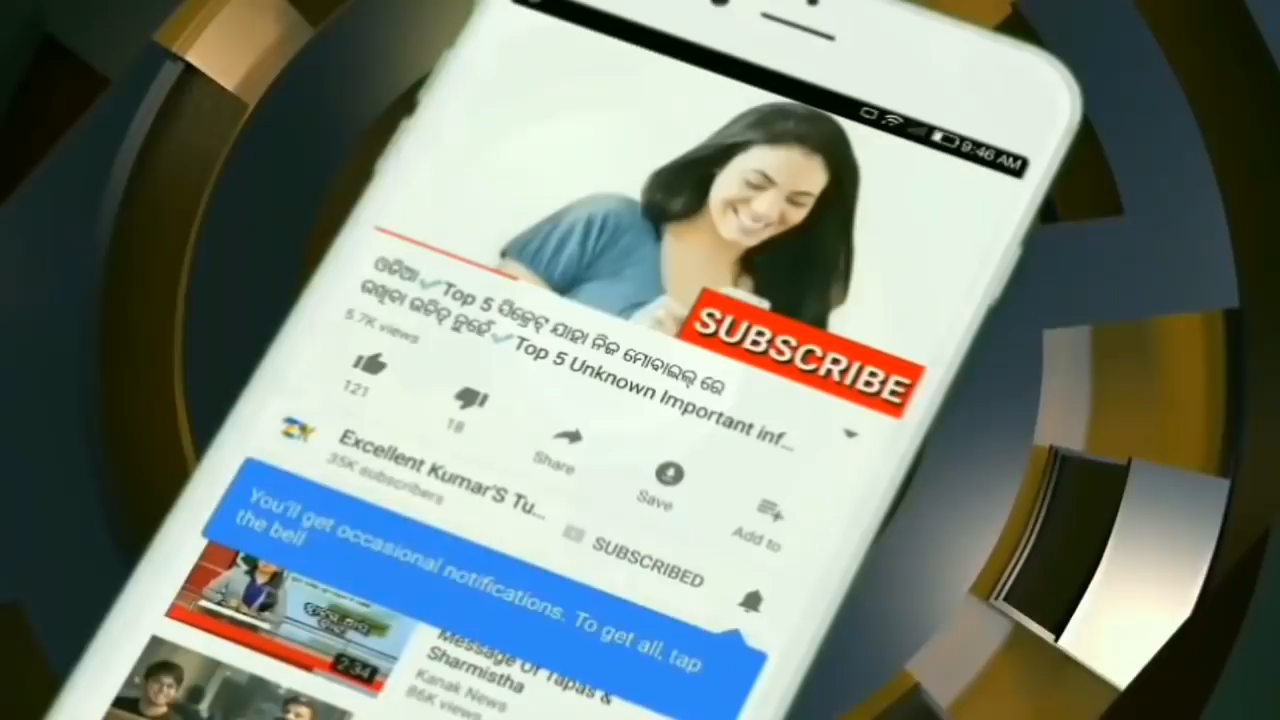 9:46 AM
SUBSCRIBE
ଓଡିଆ ✓Top 5 ସିକ୍ରେଟ୍ ଯାହା ନିଜ ମୋବାଇଲ୍ ରେ
ରଖିବା ଉଚିତ୍ ନୁହେଁ ✓Top 5 Unknown Important inf...
5.7K views
121
18
Share
Save
Add to
Excellent Kumar'S Tu...
35K subscribers
SUBSCRIBED
You'll get occasional notifications. To get all, tap
the bell
2:34
Message Of Tapas &
Sharmistha
Kanak News
86K views